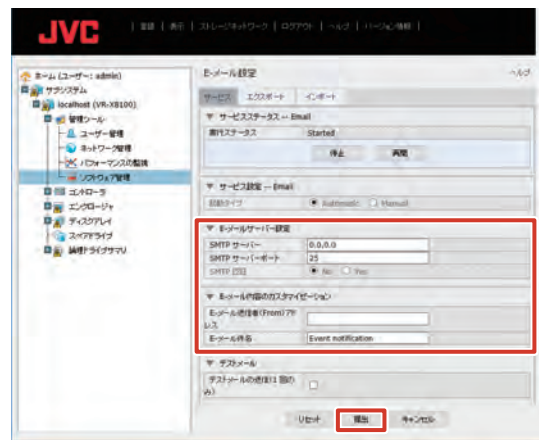 JVC
管理 | 表示 | ストレージネットワーク | ログアウト | ヘルプ | バージョン情報 |
ホーム (ユーザー: admin)
サブシステム
localhost (VR-X8100)
管理ツール
ユーザー管理
ネットワーク管理
パフォーマンスの監視
ソフトウェア管理
コントローラ
エンクロージャ
ディスクアレイ
スペアドライブ
論理ドライブサマリ
E-メール設定
ヘルプ
サービス エクスポート インポート
▼ サービスステータス -- Email
実行ステータス Started
停止 再開
▼ サービス設定 -- Email
起動タイプ Automatic Manual
▼ E-メールサーバー設定
SMTP サーバー 0.0.0.0
SMTP サーバーポート 25
SMTP 認証 No Yes
▼ E-メール内容のカスタマイゼーション
E-メール送信者(From)アド
レス
E-メール件名 Event notification
▼ テストメール
テストメールの送信(1 回の
み)
リセット 提出 キャンセル